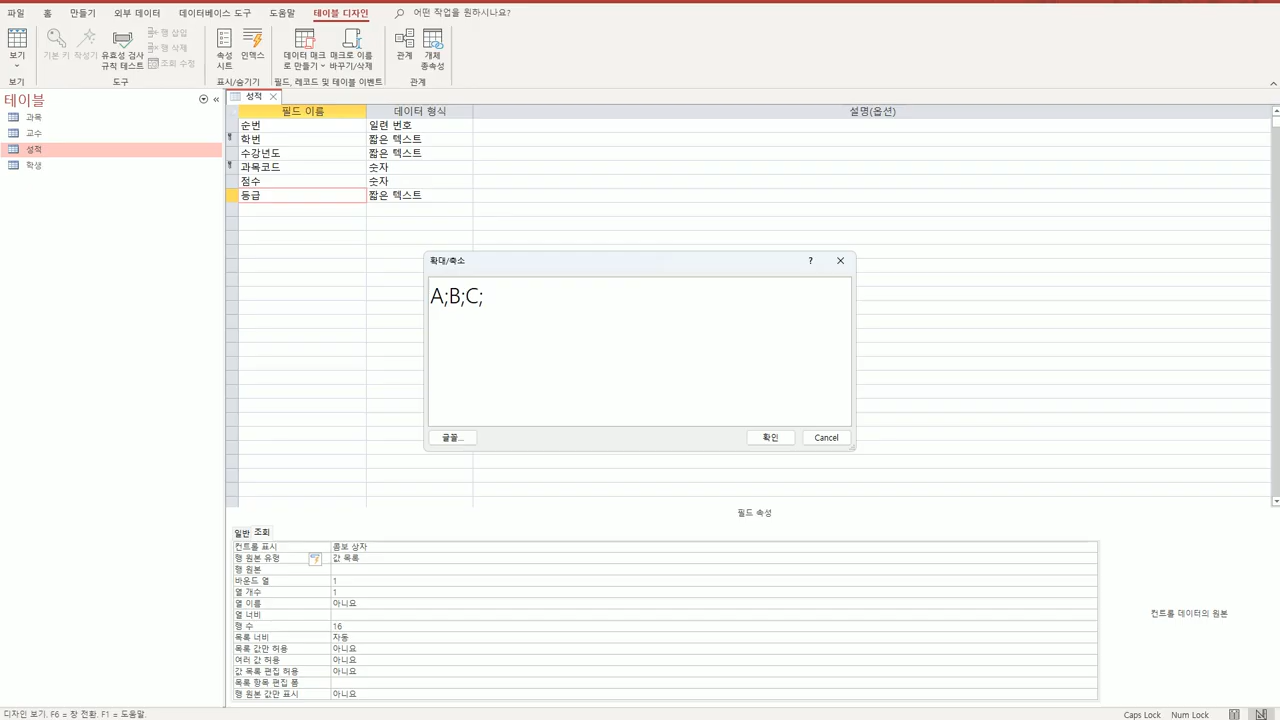 파일 홈 만들기 외부 데이터 데이터베이스 도구 도움말 테이블 디자인 어떤 작업을 원하시나요?
보기 기본 키 작성기 유효성 검사 규칙 테스트 행 삽입 행 삭제 조회 수정 속성 시트 인덱스 데이터 매크로 만들기 매크로 이름 바꾸기/삭제 관계 개체 종속성
보기 도구 표시/숨기기 필드, 레코드 및 테이블 이벤트 관계
테이블 «
과목
교수
성적
학생
성적
필드 이름 데이터 형식 설명(옵션)
순번 일련 번호
학번 짧은 텍스트
수강년도 짧은 텍스트
과목코드 숫자
점수 숫자
등급 짧은 텍스트
확대/축소 ?
A;B;C;
글꼴... 확인 Cancel
필드 속성
일반 조회
컨트롤 표시 콤보 상자
행 원본 유형 값 목록
행 원본
바운드 열 1
열 개수 1
열 이름 아니요
열 너비
행 수 16
목록 너비 자동
목록 값만 허용 아니요
여러 값 허용 아니요
값 목록 편집 허용 아니요
목록 항목 편집 폼
행 원본 값만 표시 아니요
컨트롤 데이터의 원본
디자인 보기. F6 = 창 전환. F1 = 도움말. Caps Lock Num Lock